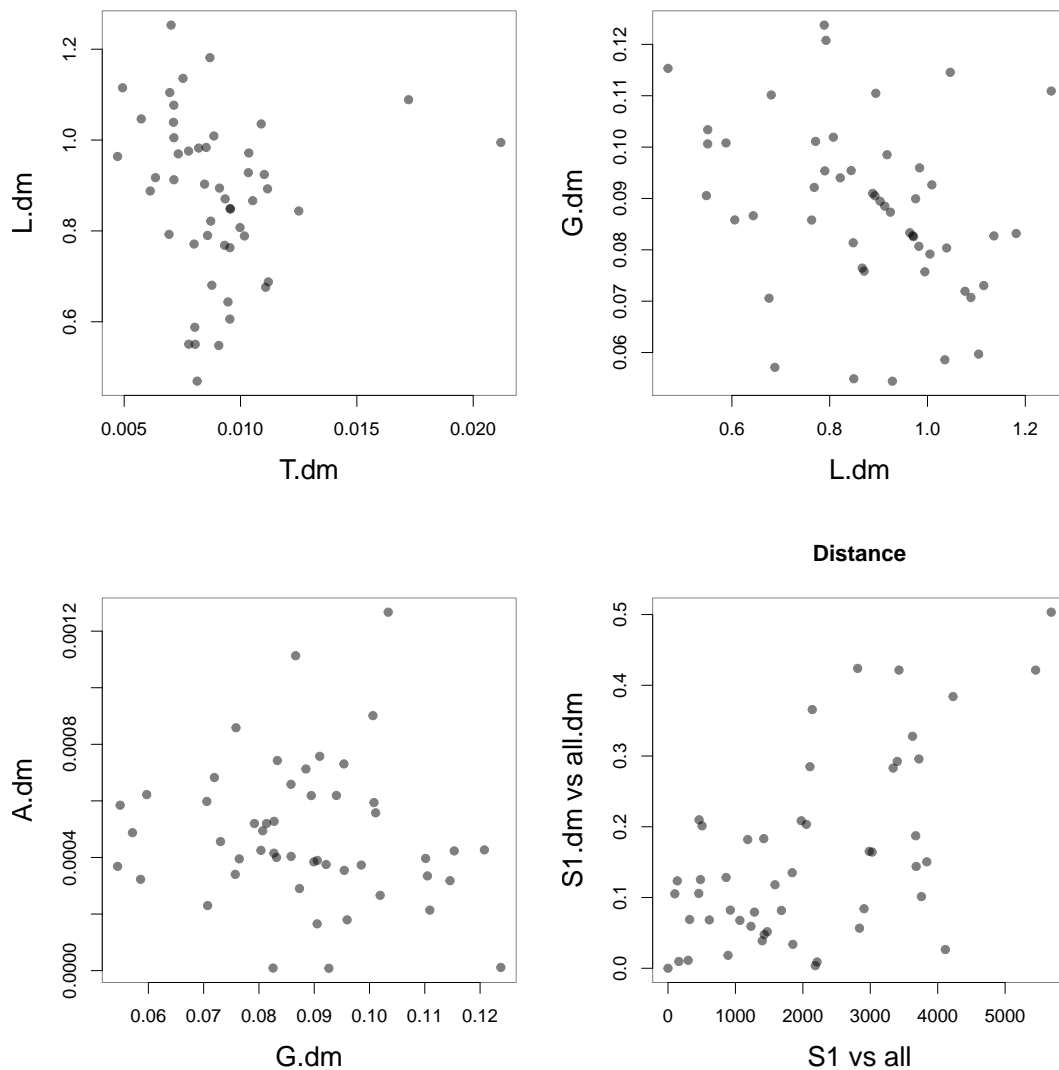 1.2
1.0
0.8
0.6
L.dm
0.005 0.010 0.015 0.020
T.dm
0.12
0.11
0.10
0.09
0.08
0.07
0.06
G.dm
0.6 0.8 1.0 1.2
L.dm
0.0012
0.0008
0.0004
0.0000
A.dm
0.06 0.07 0.08 0.09 0.10 0.11 0.12
G.dm
Distance
0.5
0.4
0.3
0.2
0.1
0.0
S1.dm vs all.dm
0 1000 2000 3000 4000 5000
S1 vs all